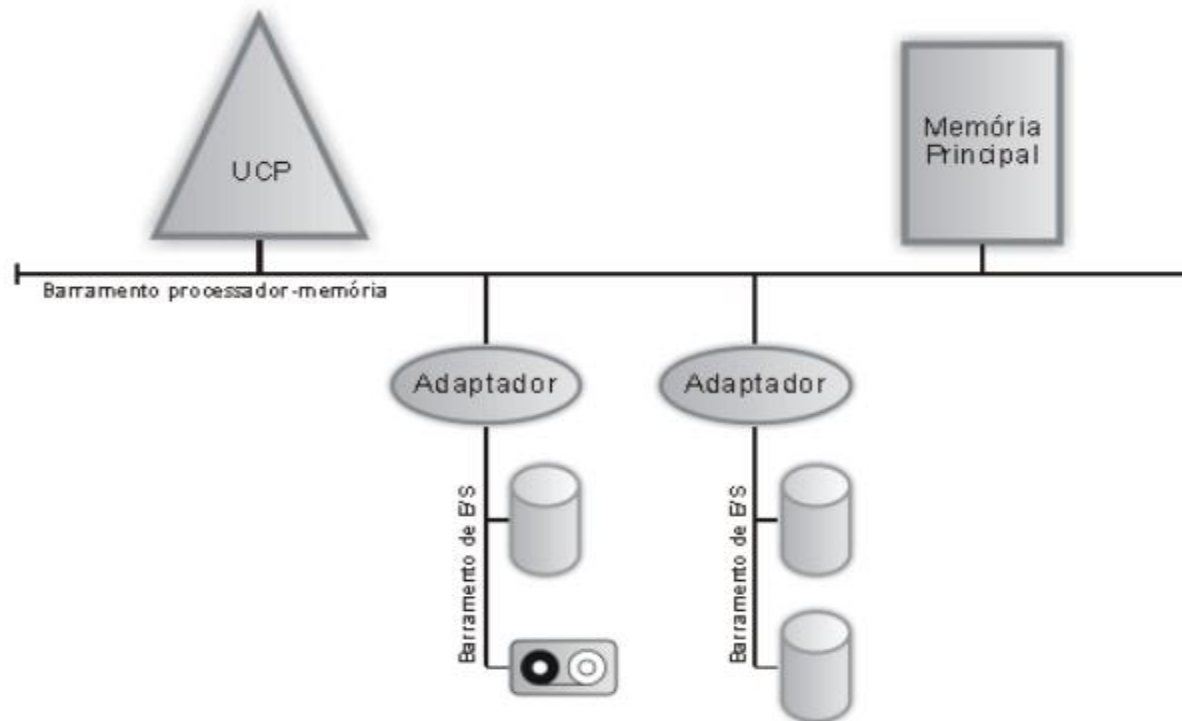 UCP
Memória
Principal
Barramento processador-memória
Adaptador
Adaptador
Barramento de E/S
Barramento de E/S